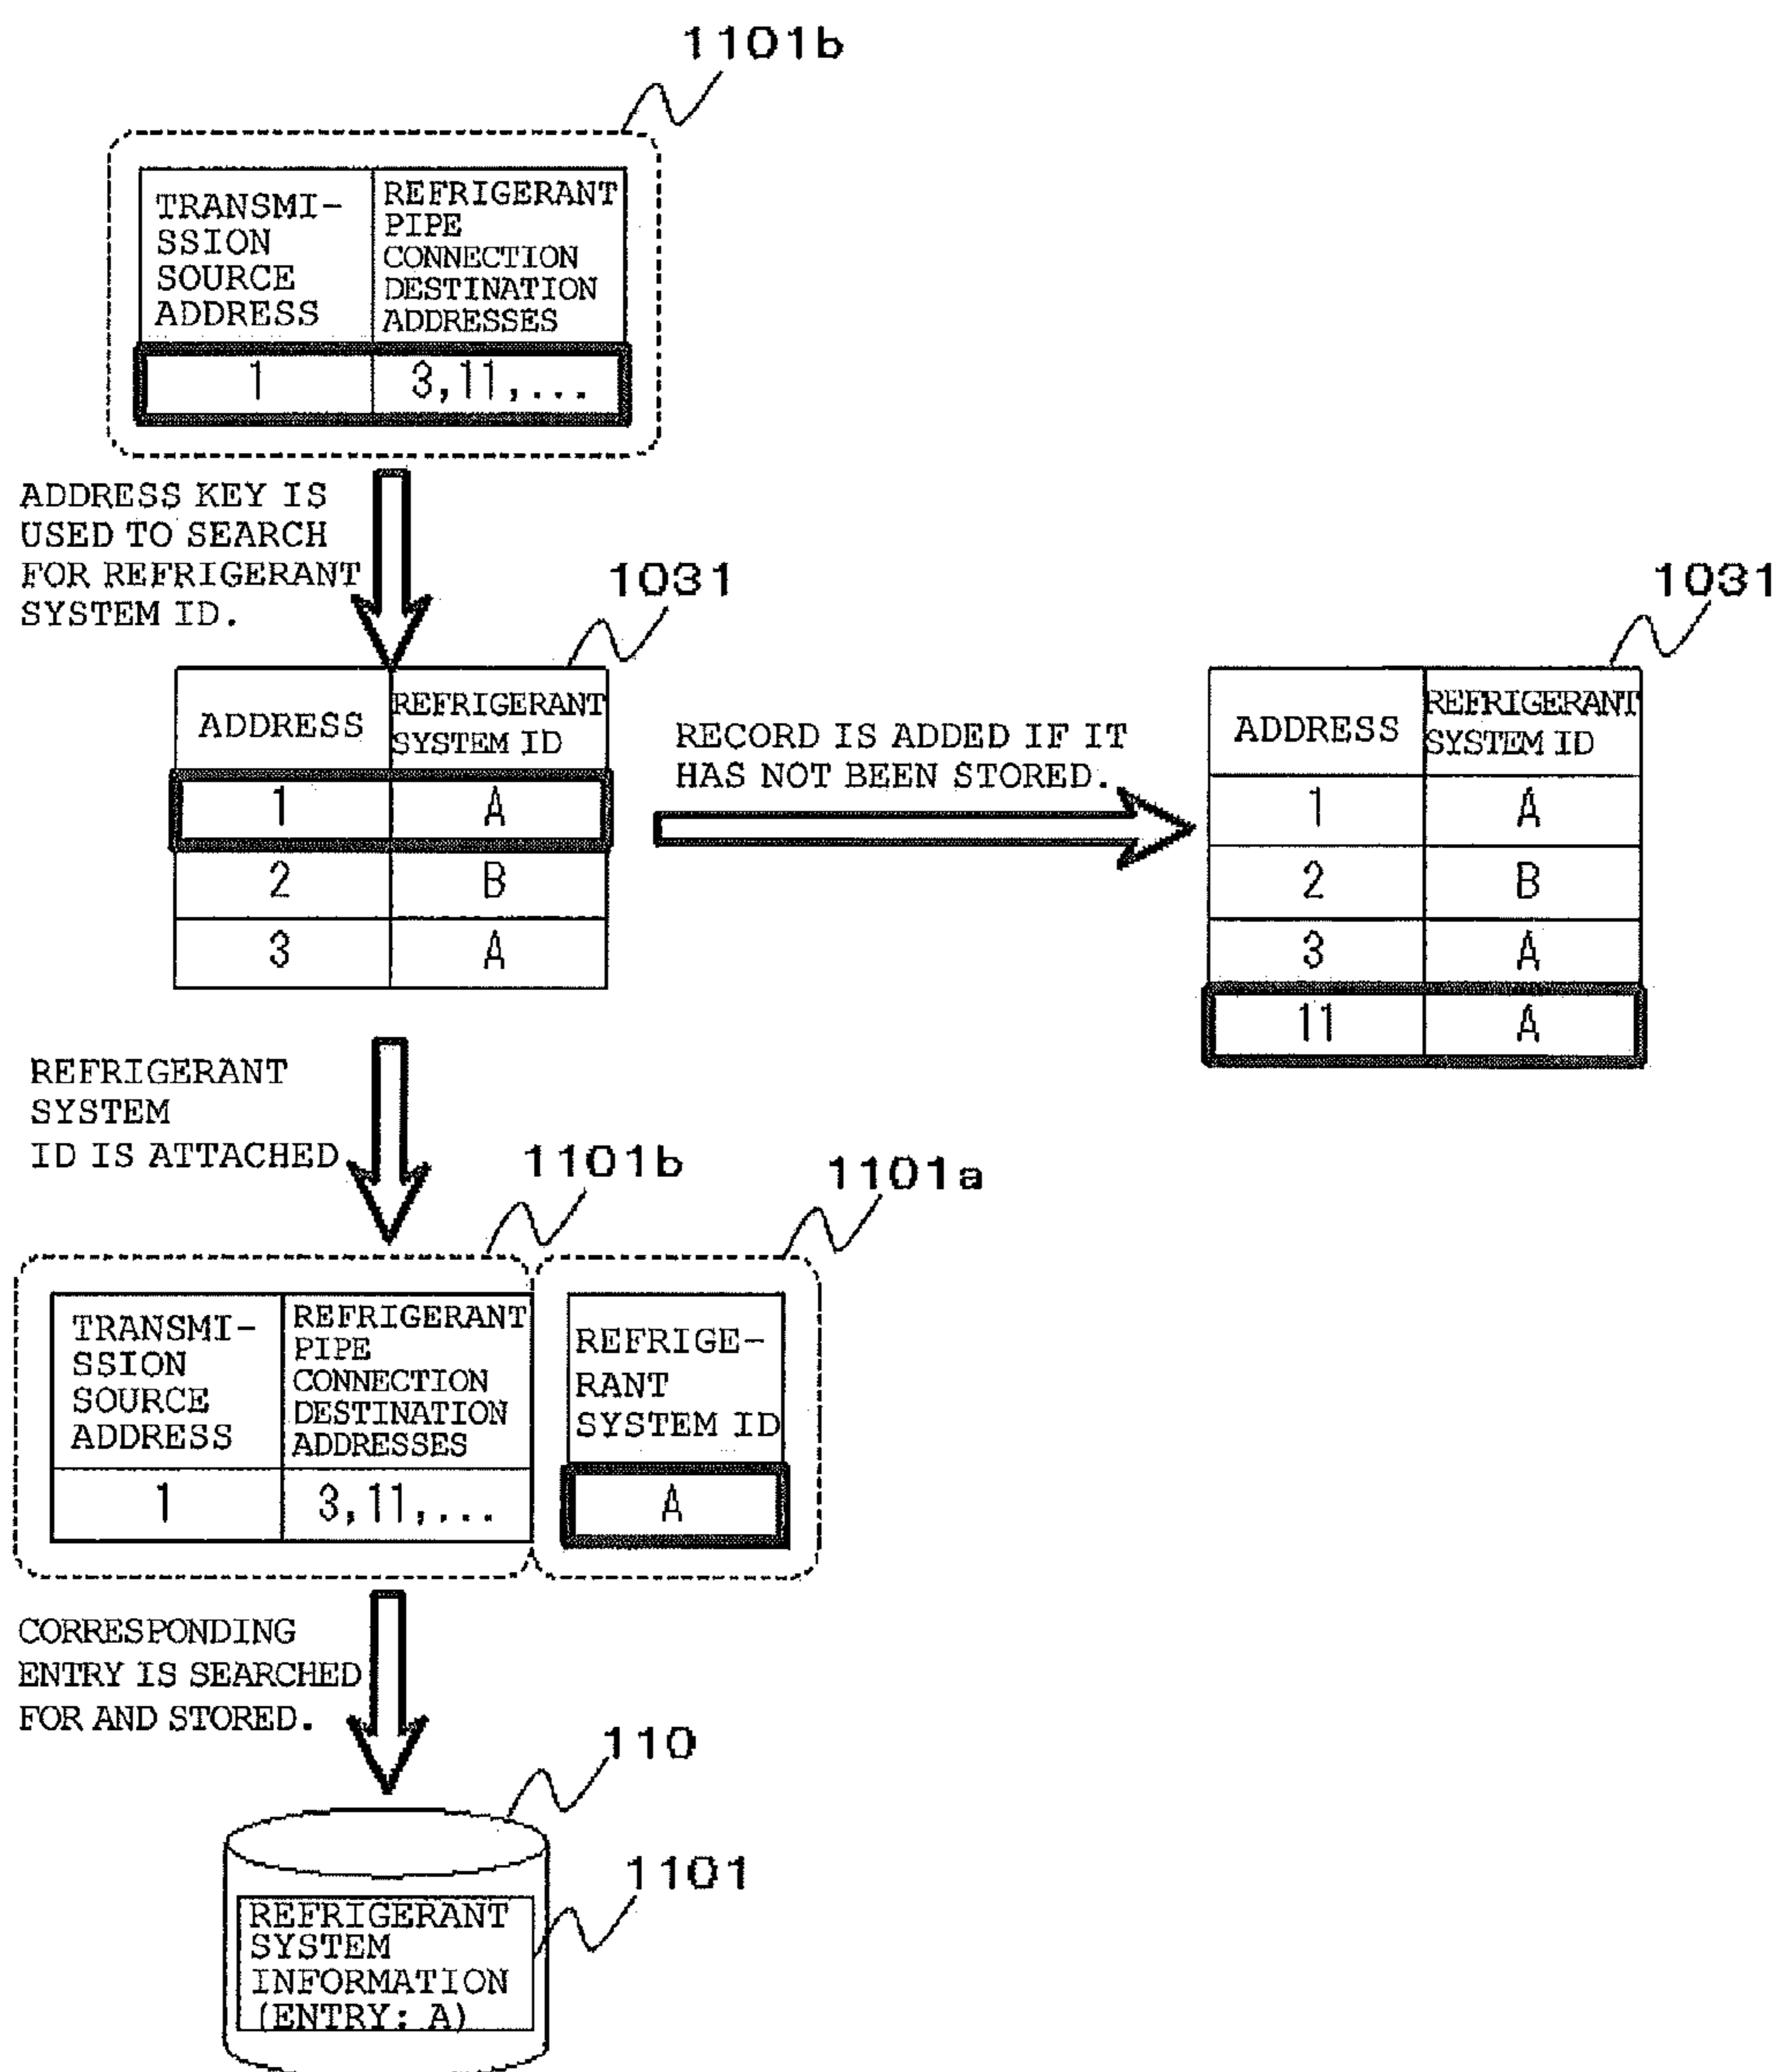 1101b
TRANSMI-
SSION
SOURCE
ADDRESS
REFRIGERANT
PIPE
CONNECTION
DESTINATION
ADDRESSES
1
3,11,...
ADDRESS KEY IS
USED TO SEARCH
FOR REFRIGERANT
SYSTEM ID.
1031
ADDRESS
REFRIGERANT
SYSTEM ID
1
A
2
B
3
A
RECORD IS ADDED IF IT
HAS NOT BEEN STORED.
1031
ADDRESS
REFRIGERANT
SYSTEM ID
1
A
2
B
3
A
11
A
REFRIGERANT
SYSTEM
ID IS ATTACHED
1101b
1101a
TRANSMI-
SSION
SOURCE
ADDRESS
REFRIGERANT
PIPE
CONNECTION
DESTINATION
ADDRESSES
REFRIGE-
RANT
SYSTEM ID
1
3,11,...
A
CORRESPONDING
ENTRY IS SEARCHED
FOR AND STORED.
110
1101
REFRIGERANT
SYSTEM
INFORMATION
(ENTRY: A)